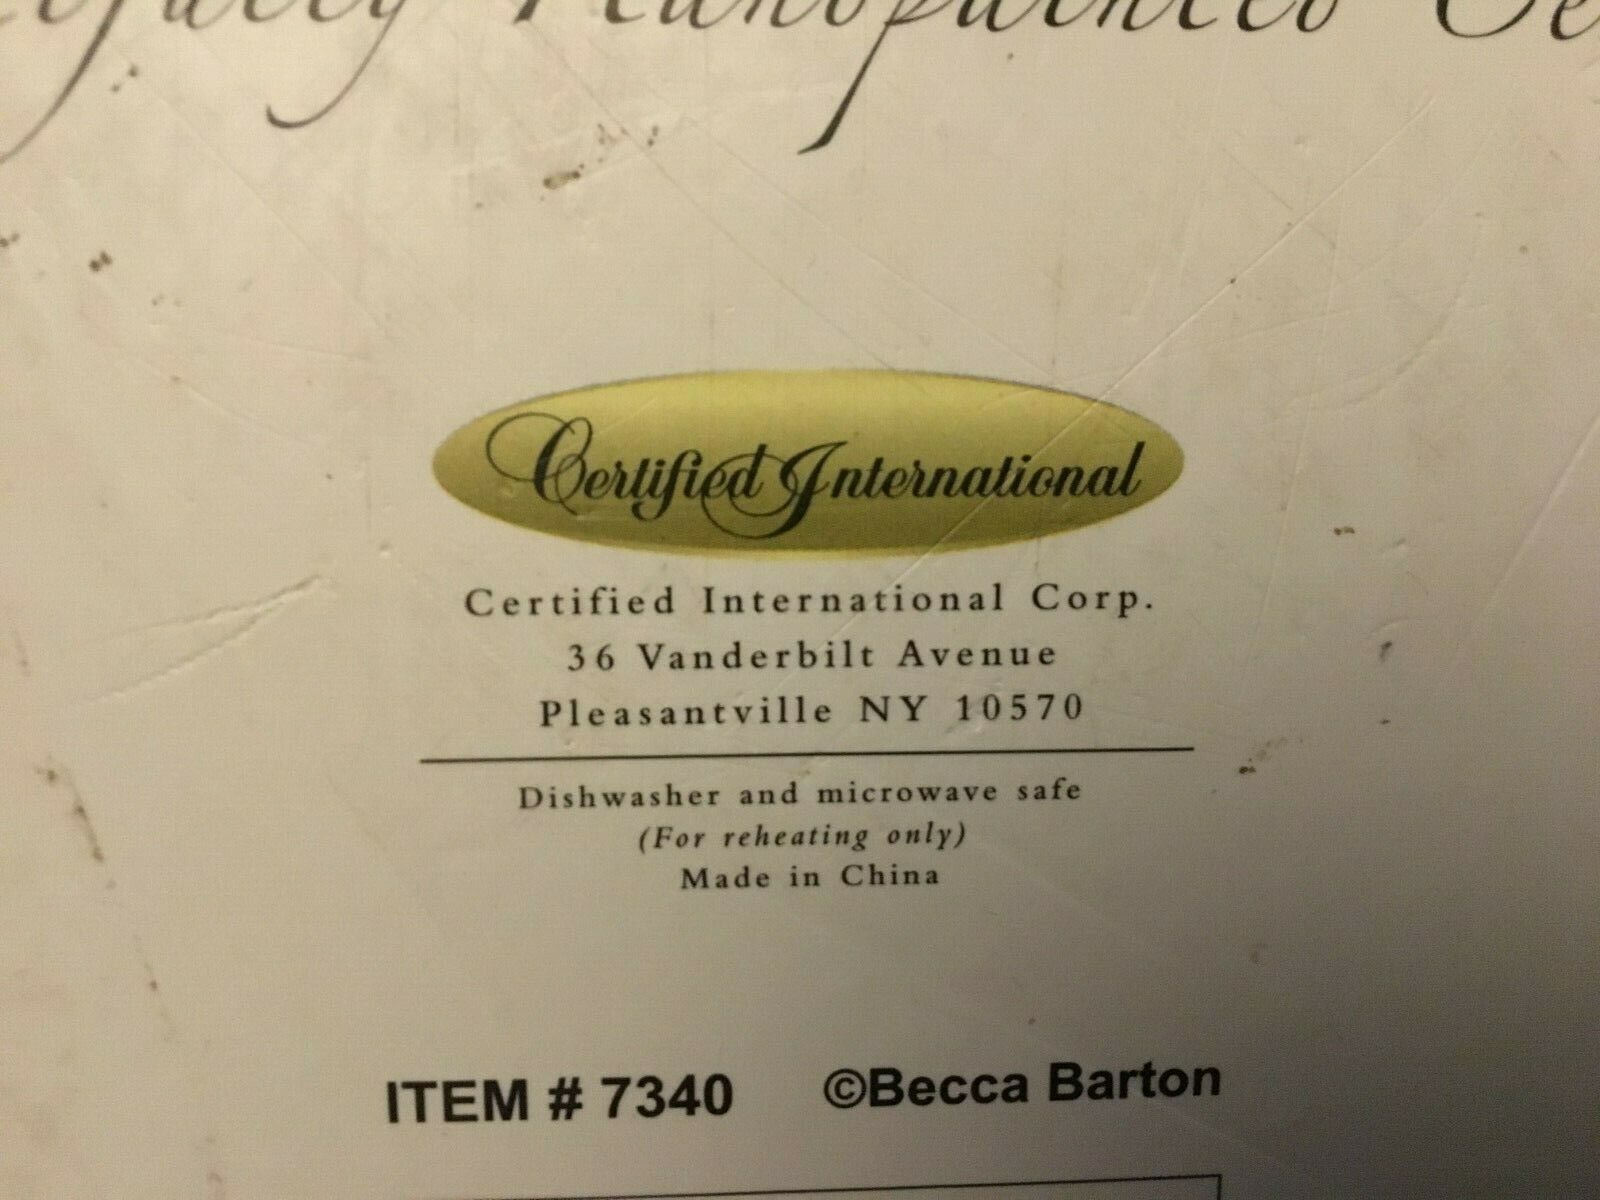 Handpainted
Certified International
Certified International Corp.
36 Vanderbilt Avenue
Pleasantville NY 10570
Dishwasher and microwave safe
(For reheating only)
Made in China
ITEM # 7340 ©Becca Barton